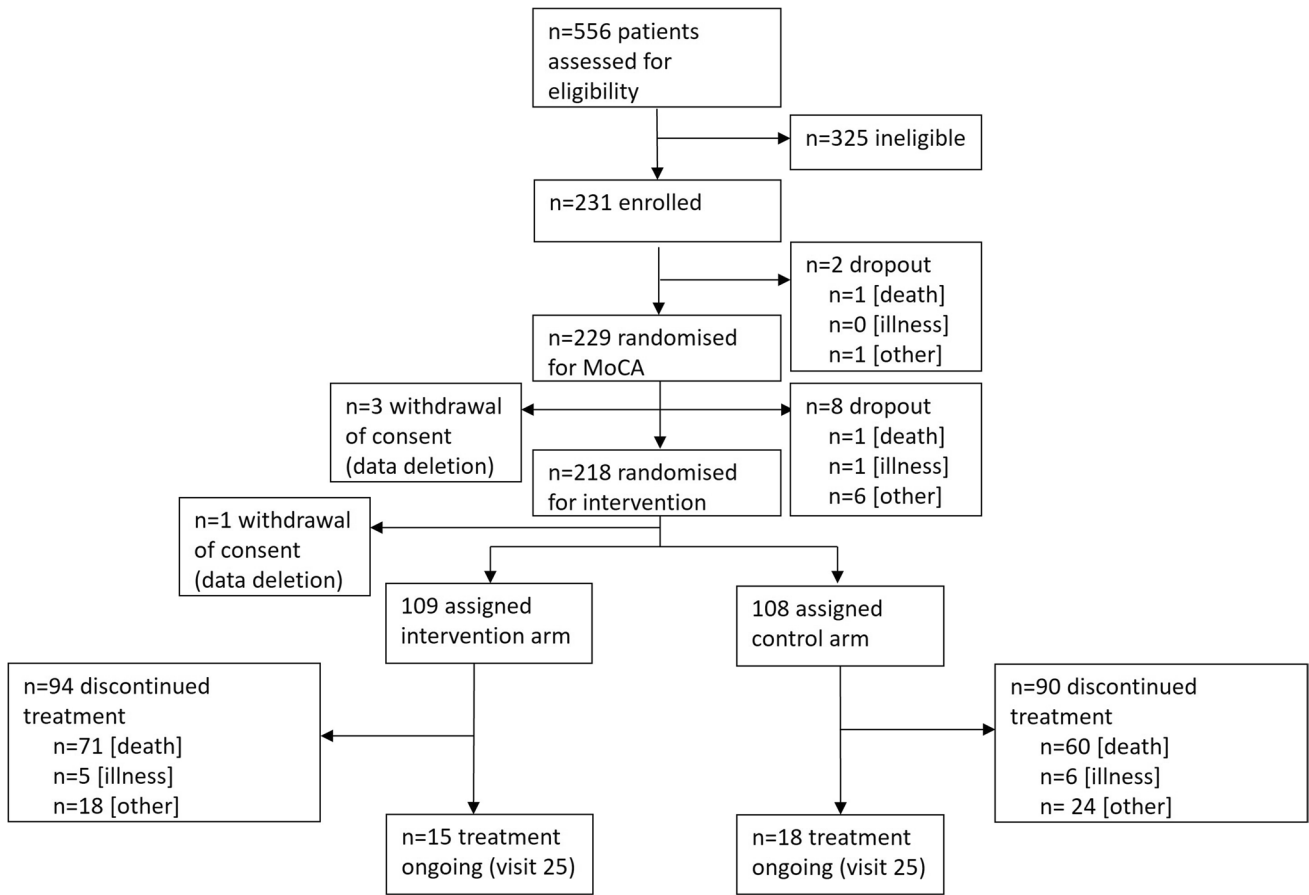 n=556 patients
assessed for
eligibility
n=325 ineligible
n=231 enrolled
n=2 dropout
n=1 [death]
n=0 [illness]
n=1 [other]
n=229 randomised
for MoCA
n=3 withdrawal
of consent
(data deletion)
n=8 dropout
n=1 [death]
n=1 [illness]
n=6 [other]
n=218 randomised
for intervention
n=1 withdrawal
of consent
(data deletion)
109 assigned
intervention arm
108 assigned
control arm
n=94 discontinued
treatment
n=71 [death]
n=5 [illness]
n=18 [other]
n=90 discontinued
treatment
n=60 [death]
n=6 [illness]
n= 24 [other]
n=15 treatment
ongoing (visit 25)
n=18 treatment
ongoing (visit 25)